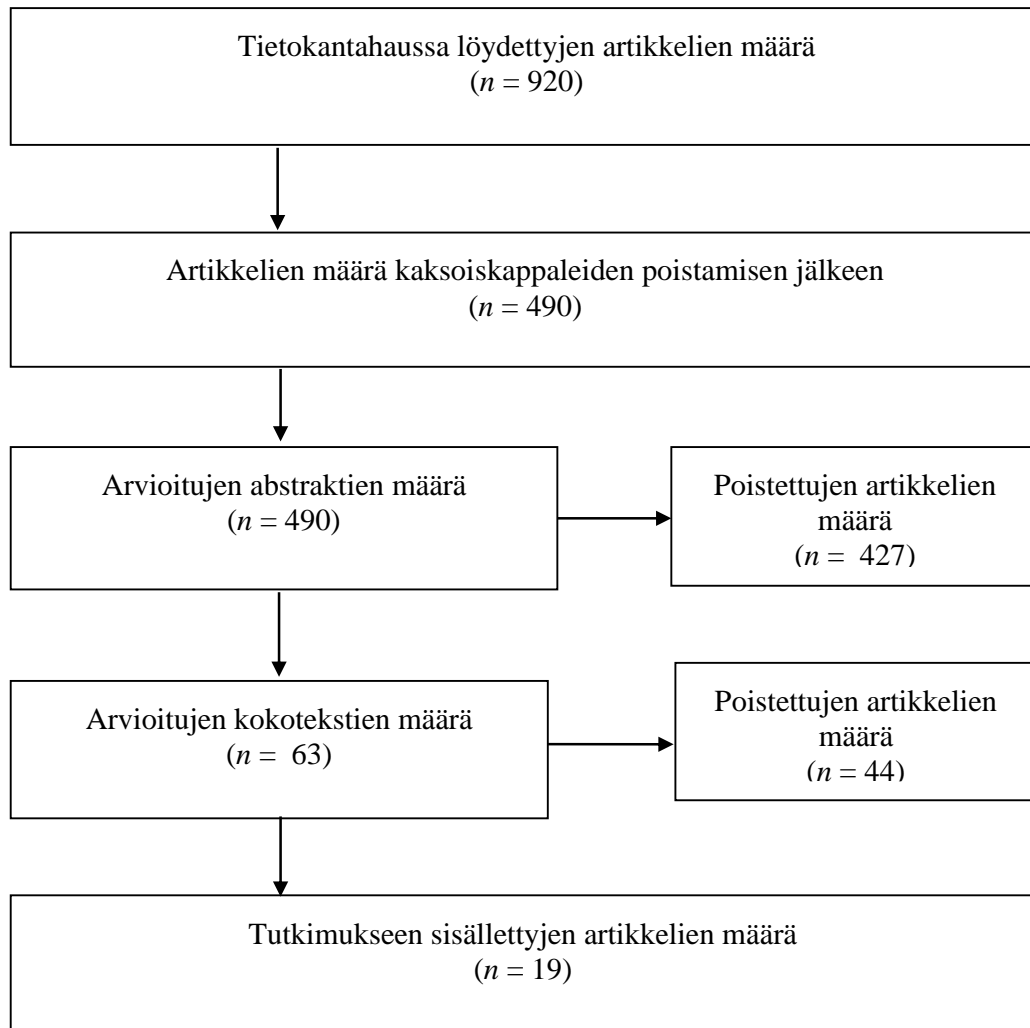 Tietokantahaussa löydettyjen artikkelien määrä
(n = 920)
Artikkelien määrä kaksoiskappaleiden poistamisen jälkeen
(n = 490)
Arvioitujen abstraktien määrä
(n = 490)
Poistettujen artikkelien
määrä
(n = 427)
Arvioitujen kokotekstien määrä
(n = 63)
Poistettujen artikkelien
määrä
(n = 44)
Tutkimukseen sisällettyjen artikkelien määrä
(n = 19)